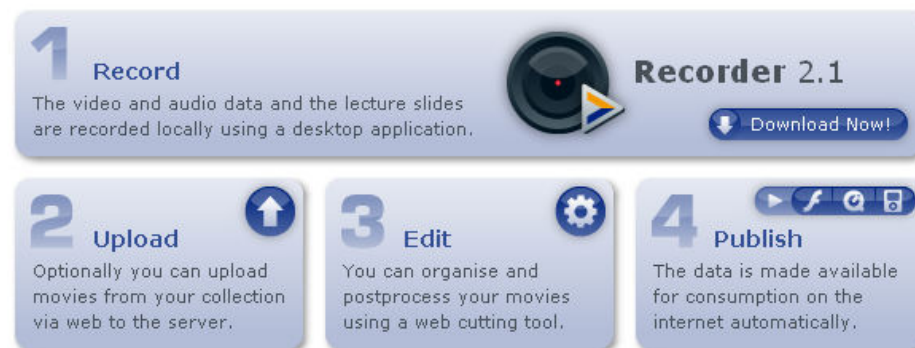 1 Record
The video and audio data and the lecture slides
are recorded locally using a desktop application.
Recorder 2.1
Download Now!
2 Upload
Optionally you can upload
movies from your collection
via web to the server.
3 Edit
You can organise and
postprocess your movies
using a web cutting tool.
4 Publish
The data is made available
for consumption on the
internet automatically.